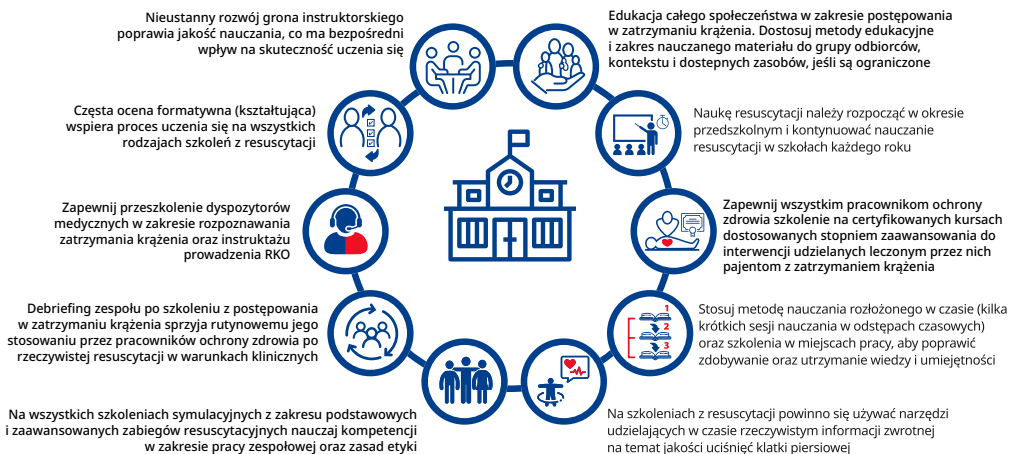 Nieustanny rozwój grona instruktorskiego
poprawia jakość nauczania, co ma bezpośredni
wpływ na skuteczność uczenia się
Edukacja całego społeczeństwa w zakresie postępowania
w zatrzymaniu krążenia. Dostosuj metody edukacyjne
i zakres nauczanego materiału do grupy odbiorców,
kontekstu i dostepnych zasobów, jeśli są ograniczone
Częsta ocena formatywna (kształtująca)
wspiera proces uczenia się na wszystkich
rodzajach szkoleń z resuscytacji
Naukę resuscytacji należy rozpocząć w okresie
przedszkolnym i kontynuować nauczanie
resuscytacji w szkołach każdego roku
Zapewnij przeszkolenie dyspozytorów
medycznych w zakresie rozpoznawania
zatrzymania krążenia oraz instruktażu
prowadzenia RKO
Zapewnij wszystkim pracownikom ochrony
zdrowia szkolenie na certyfikowanych kursach
dostosowanych stopniem zaawansowania do
interwencji udzielanych leczonym przez nich
pajentom z zatrzymaniem krążenia
Debriefing zespołu po szkoleniu z postępowania
w zatrzymaniu krążenia sprzyja rutynowemu jego
stosowaniu przez pracowników ochrony zdrowia po
rzeczywistej resuscytacji w warunkach klinicznych
1
2
3
Stosuj metodę nauczania rozłożonego w czasie (kilka
krótkich sesji nauczania w odstępach czasowych)
oraz szkolenia w miejscach pracy, aby poprawić
zdobywanie oraz utrzymanie wiedzy i umiejętności
Na wszystkich szkoleniach symulacyjnych z zakresu podstawowych
i zaawansowanych zabiegów resuscytacyjnych nauczaj kompetencji
w zakresie pracy zespołowej oraz zasad etyki
Na szkoleniach z resuscytacji powinno się używać narzędzi
udzielających w czasie rzeczywistym informacji zwrotnej
na temat jakości uciśnięć klatki piersiowej